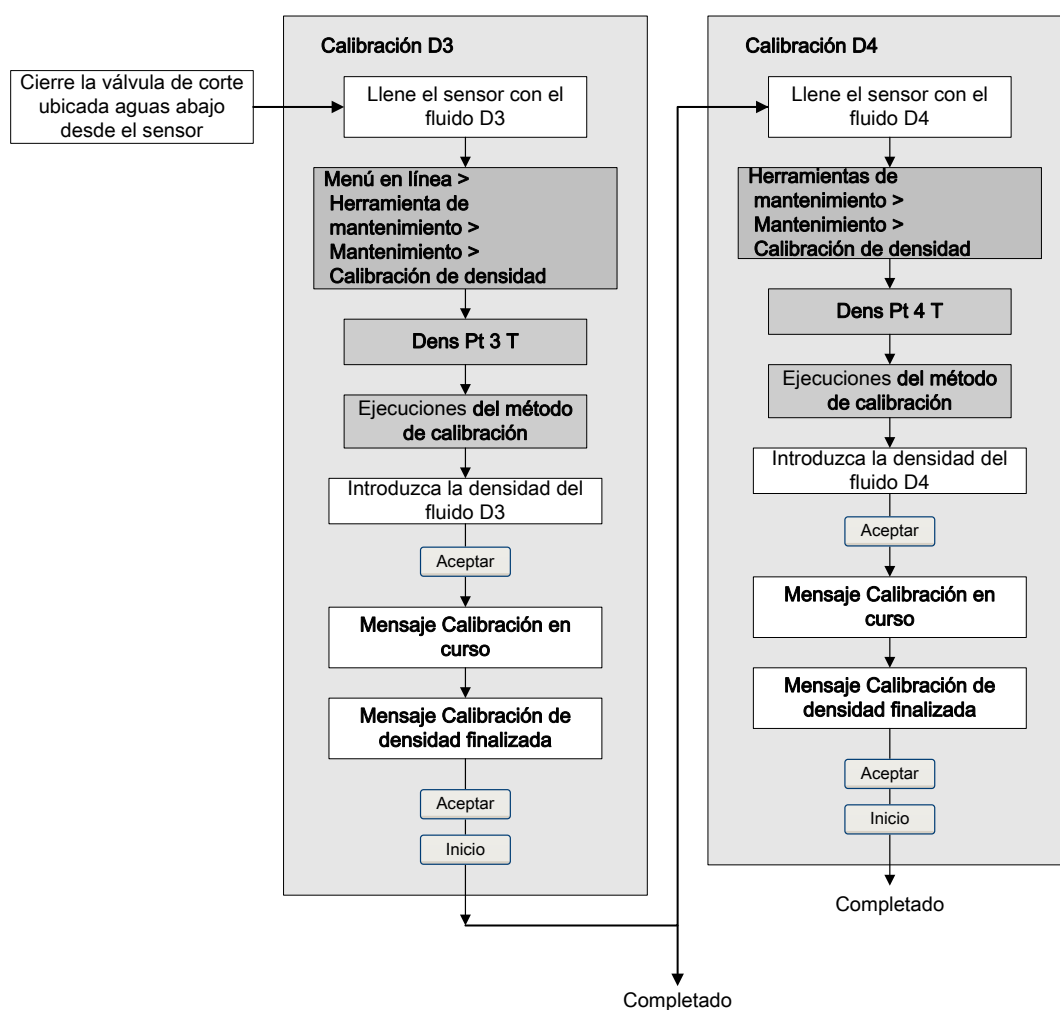 Cierre la válvula de corte
ubicada aguas abajo
desde el sensor
Calibración D3
Llene el sensor con el
fluido D3
Menú en línea >
Herramienta de
mantenimiento >
Mantenimiento >
Calibración de densidad
Dens Pt 3 T
Ejecuciones del método
de calibración
Introduzca la densidad del
fluido D3
Aceptar
Mensaje Calibración en
curso
Mensaje Calibración de
densidad finalizada
Aceptar
Inicio
Calibración D4
Llene el sensor con el
fluido D4
Herramientas de
mantenimiento >
Mantenimiento >
Calibración de densidad
Dens Pt 4 T
Ejecuciones del método
de calibración
Introduzca la densidad del
fluido D4
Aceptar
Mensaje Calibración en
curso
Mensaje Calibración de
densidad finalizada
Aceptar
Inicio
Completado
Completado